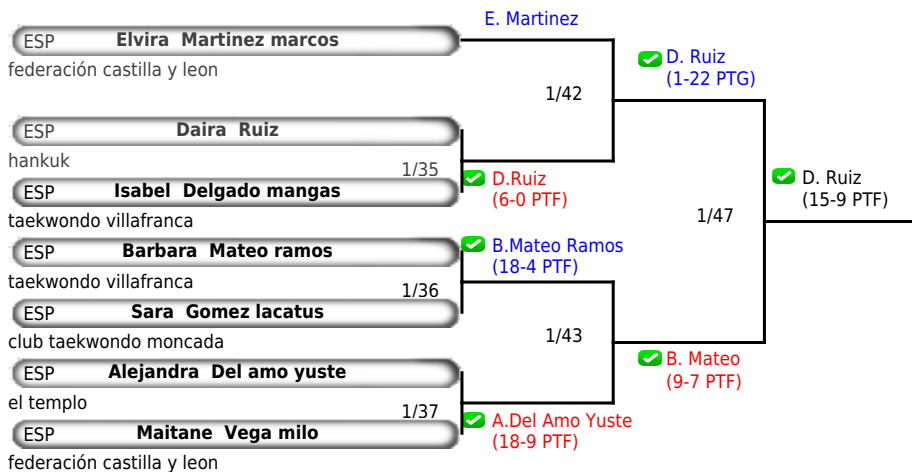 E. Martinez
ESP Elvira Martinez marcos
federación castilla y leon
D. Ruiz
(1-22 PTG)
1/42
ESP Daira Ruiz
hankuk
1/35
ESP Isabel Delgado mangas
D.Ruiz
(6-0 PTF)
taekwondo villafranca
D. Ruiz
(15-9 PTF)
1/47
ESP Barbara Mateo ramos
B.Mateo Ramos
(18-4 PTF)
taekwondo villafranca
1/36
ESP Sara Gomez lacatus
club taekwondo moncada
1/43
ESP Alejandra Del amo yuste
B. Mateo
(9-7 PTF)
el templo
1/37
ESP Maitane Vega milo
A.Del Amo Yuste
(18-9 PTF)
federación castilla y leon